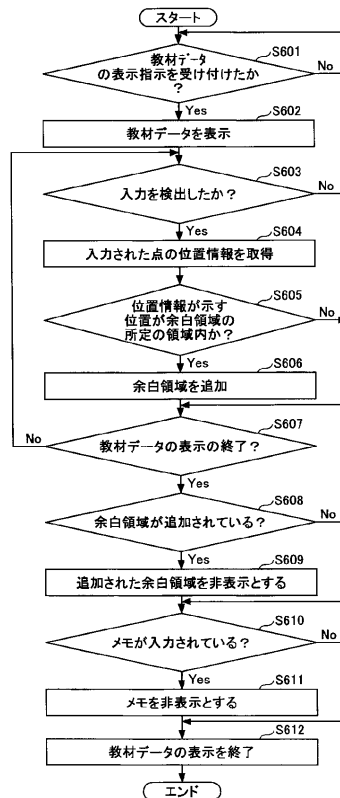 スタート
S601
教材データ
の表示指示を受け付けたか
?
No
Yes
S602
教材データを表示
S603
入力を検出したか?
No
Yes
S604
入力された点の位置情報を取得
S605
位置情報が示す
位置が余白領域の
所定の領域内か?
No
Yes
S606
余白領域を追加
S607
教材データの表示の終了?
No
Yes
S608
余白領域が追加されている?
No
Yes
S609
追加された余白領域を非表示とする
S610
メモが入力されている?
No
Yes
S611
メモを非表示とする
S612
教材データの表示を終了
エンド